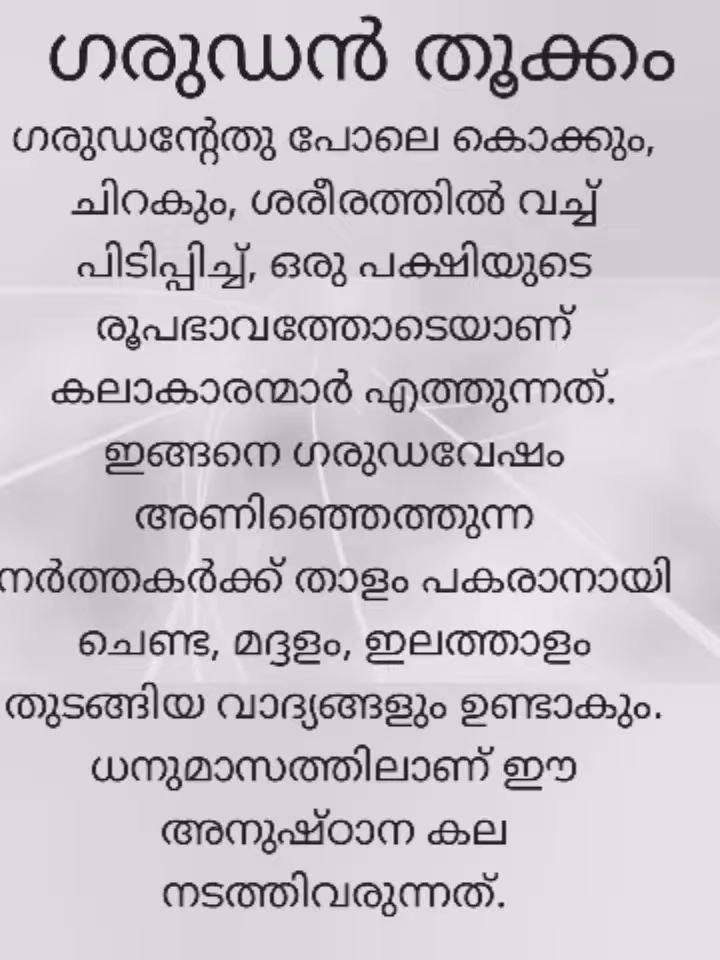 ഗരുഡൻ തൂക്കം
ഗരുഡന്റേതു പോലെ കൊക്കും,
ചിറകും, ശരീരത്തിൽ വച്ച്
പിടിപ്പിച്ച്, ഒരു പക്ഷിയുടെ
രൂപഭാവത്തോടെയാണ്
കലാകാരന്മാർ എത്തുന്നത്.
ഇങ്ങനെ ഗരുഡവേഷം
അണിഞ്ഞെത്തുന്ന
നർത്തകർക്ക് താളം പകരാനായി
ചെണ്ട, മദ്ദളം, ഇലത്താളം
തുടങ്ങിയ വാദ്യങ്ങളും ഉണ്ടാകും.
ധനുമാസത്തിലാണ് ഈ
അനുഷ്ഠാന കല
നടത്തിവരുന്നത്.